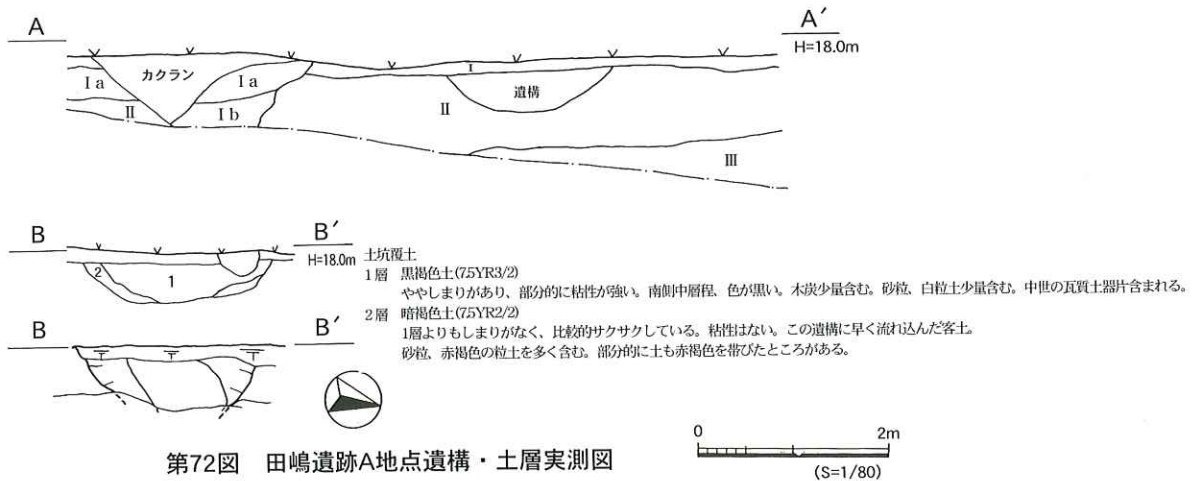 A
A′
H=18.0m
カクラン
Ⅰa
Ⅰa
Ⅰ
遺構
Ⅱ
Ⅰb
Ⅱ
Ⅲ
B
B′
H=18.0m
2
1
土坑覆土
1層 黒褐色土(7.5YR3/2)
ややしまりがあり、部分的に粘性が強い。南側中層程、色が黒い。木炭少量含む。砂粒、白粒土少量含む。中世の瓦質土器片含まれる。
2層 暗褐色土(7.5YR2/2)
1層よりもしまりがなく、比較的サクサクしている。粘性はない。この遺構に早く流れ込んだ客土。
砂粒、赤褐色の粒土を多く含む。部分的に土も赤褐色を帯びたところがある。
B
B′
第72図 田嶋遺跡A地点遺構・土層実測図
0 2m
(S=1/80)